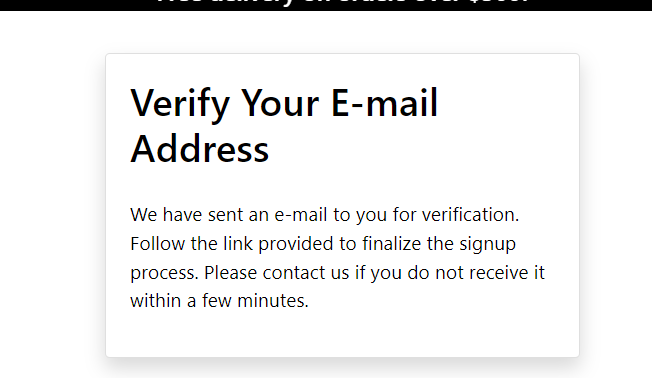 Verify Your E-mail
Address
We have sent an e-mail to you for verification.
Follow the link provided to finalize the signup
process. Please contact us if you do not receive it
within a few minutes.